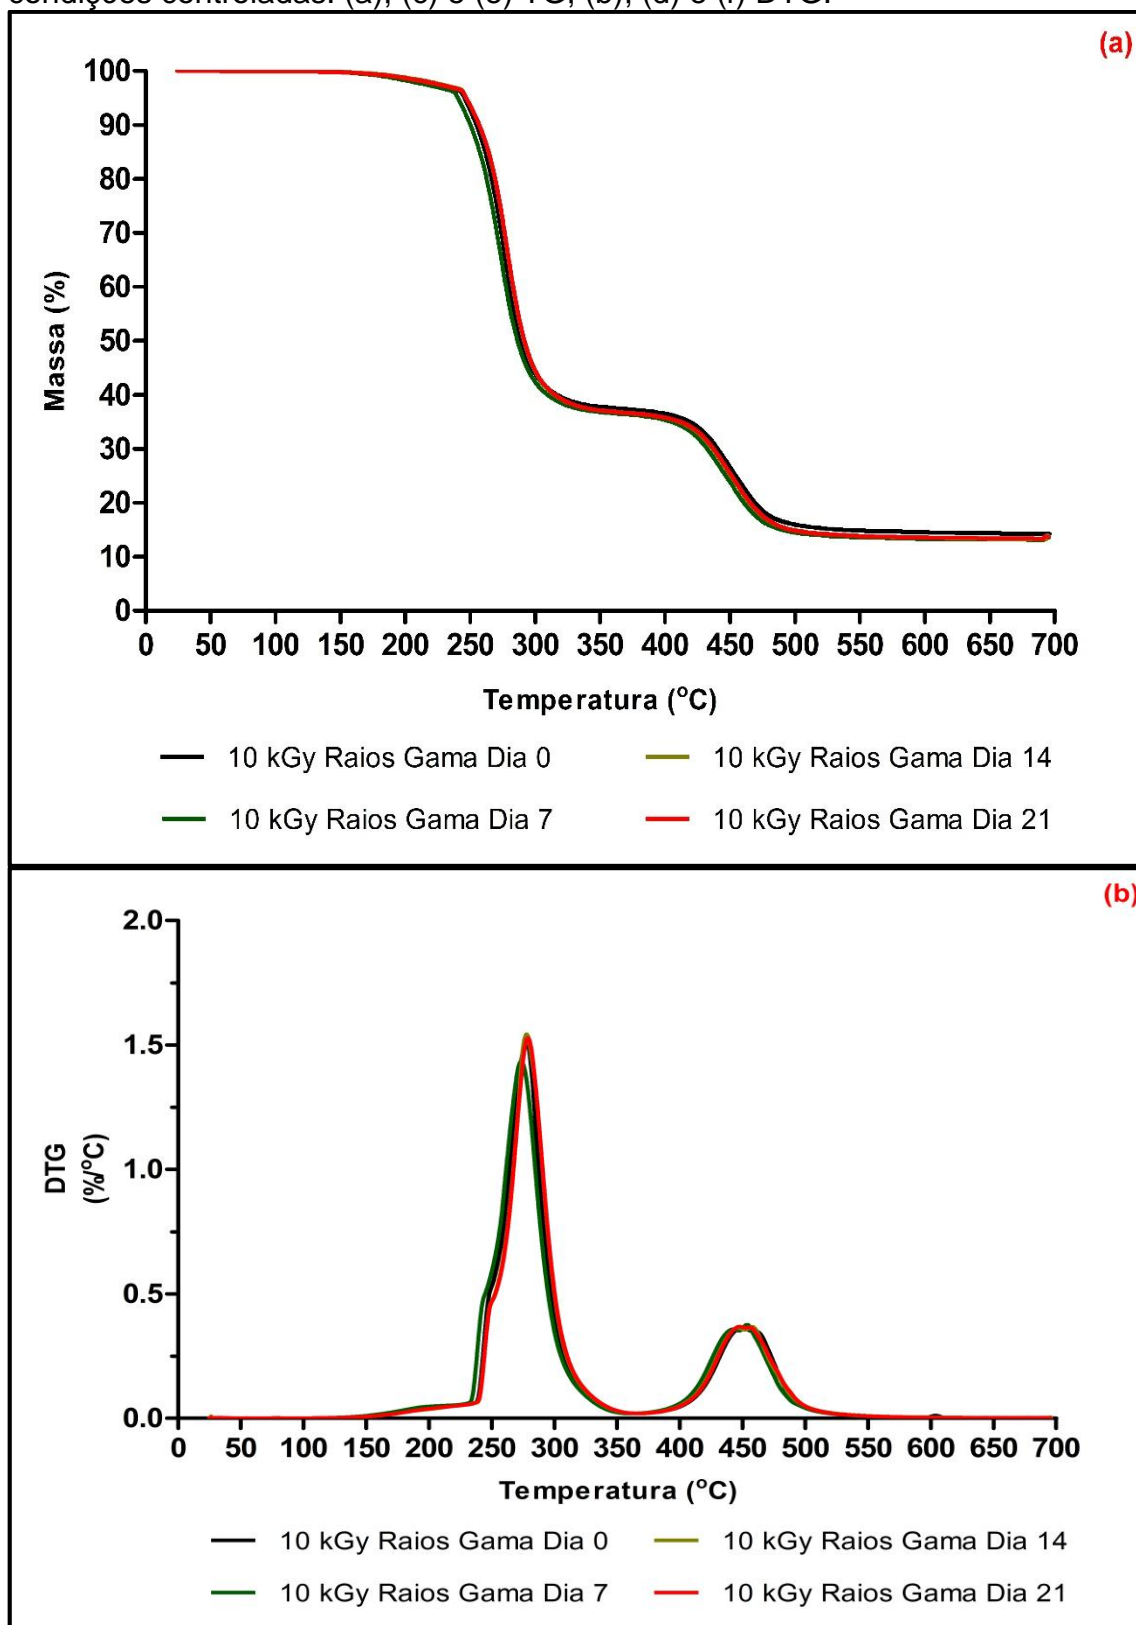 condições controladas. (a), (c) e (e) TG; (b), (d) e (f) DTG.
(a)
100
90
80
70
60
50
40
30
20
10
0
Massa (%)
0 50 100 150 200 250 300 350 400 450 500 550 600 650 700
Temperatura (°C)
10 kGy Raios Gama Dia 0 10 kGy Raios Gama Dia 14
10 kGy Raios Gama Dia 7 10 kGy Raios Gama Dia 21
(b)
2.0
1.5
1.0
0.5
0.0
DTG
(%/°C)
0 50 100 150 200 250 300 350 400 450 500 550 600 650 700
Temperatura (°C)
10 kGy Raios Gama Dia 0 10 kGy Raios Gama Dia 14
10 kGy Raios Gama Dia 7 10 kGy Raios Gama Dia 21